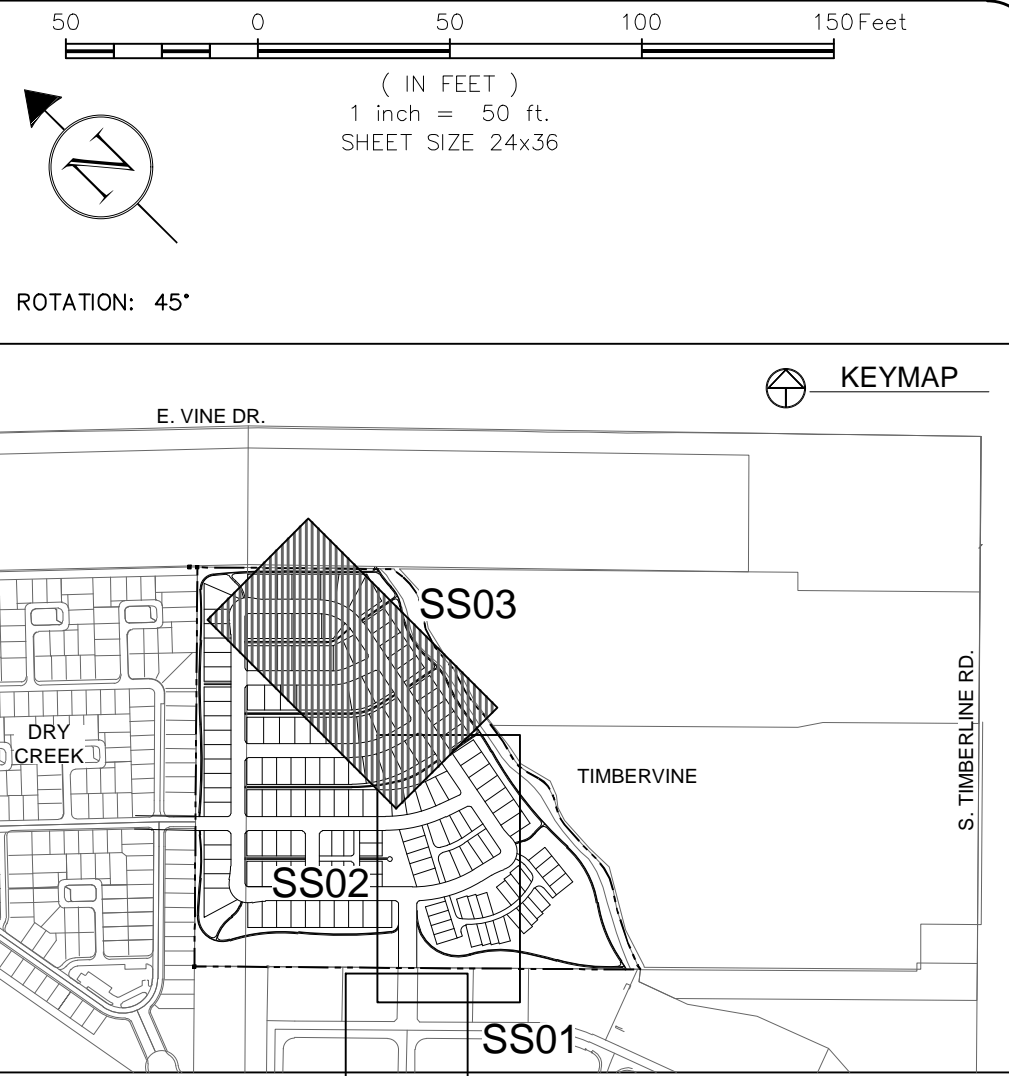 50 0 50 100 150 Feet
( IN FEET )
1 inch = 50 ft.
SHEET SIZE 24x36
N
ROTATION: 45°
KEYMAP
E. VINE DR.
SS03
S. TIMBERLINE RD.
DRY
CREEK
TIMBERVINE
SS02
SS01